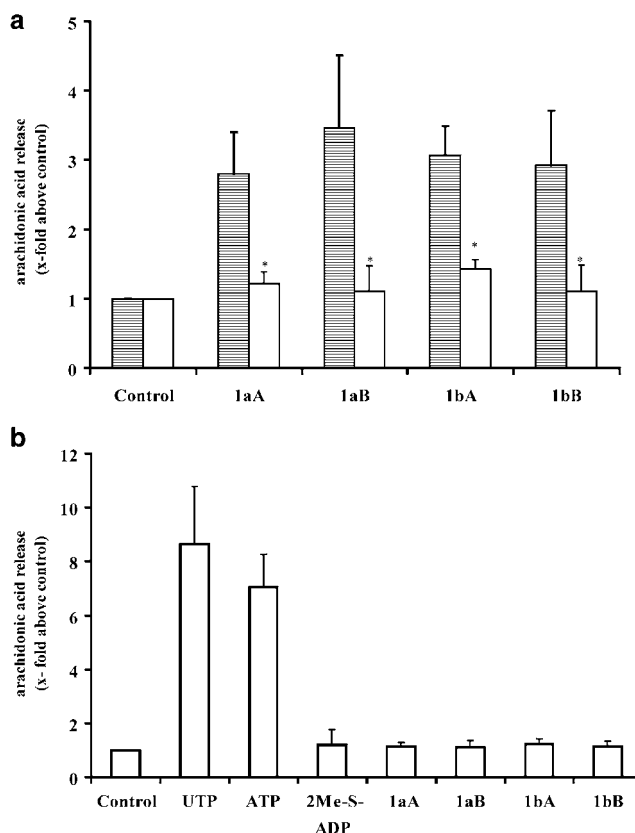 a
arachidonic acid release
(x-fold above control)
5
4
3
2
1
0
*
*
*
*
Control 1aA 1aB 1bA 1bB
b
arachidonic acid release
(x- fold above control)
12
10
8
6
4
2
0
Control UTP ATP 2Me-S- 1aA 1aB 1bA 1bB
ADP